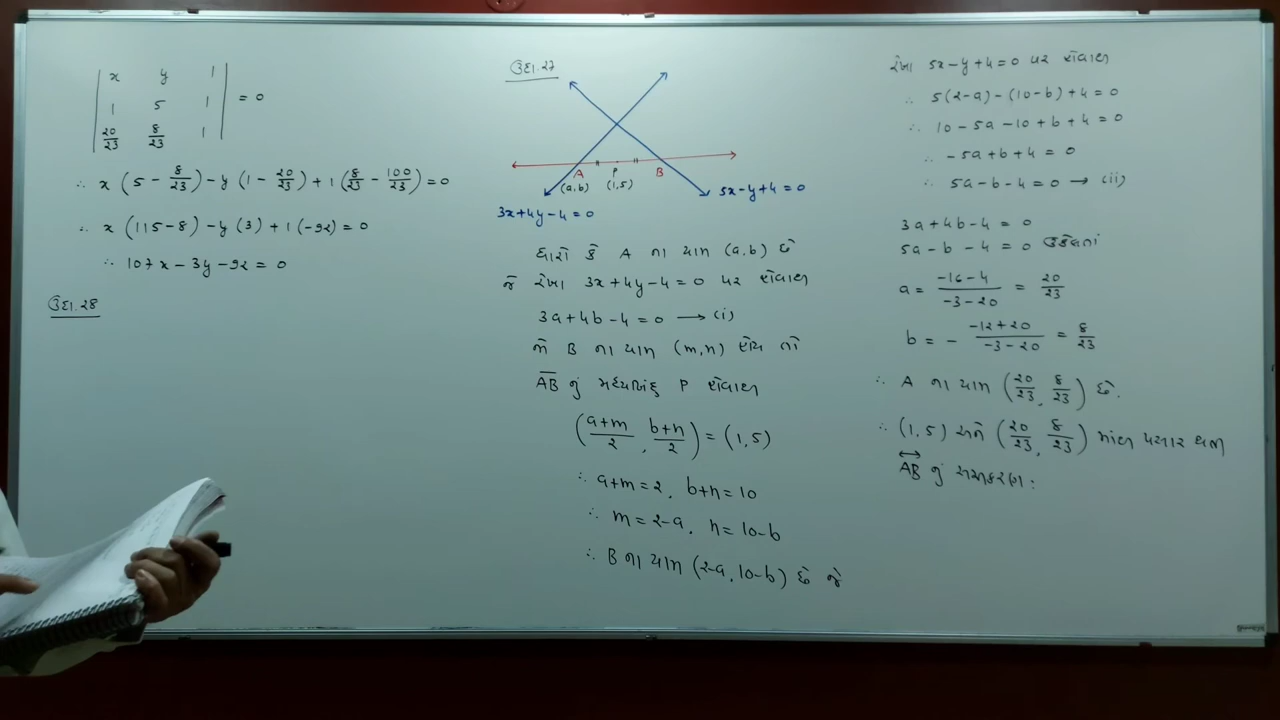 ઉદા.27
3x+4y-4=0
5x-y+4=0
A
P
B
(a,b)
(1,5)
ધારો કે A ના યામ (a,b) છે
જે રેખા 3x+4y-4=0 પર હોવાથી
3a+4b-4=0 → (i)
જો B ના યામ (m,n) હોય તો
AB નું મધ્યબિંદુ P હોવાથી
(a+m/2, b+n/2) = (1,5)
∴ a+m=2, b+n=10
∴ m=2-a, n=10-b
∴ B ના યામ (2-a, 10-b) છે જે
રેખા 5x-y+4=0 પર હોવાથી
∴ 5(2-a)-(10-b)+4=0
∴ 10-5a-10+b+4=0
∴ -5a+b+4=0
∴ 5a-b-4=0 → (ii)
3a+4b-4=0
5a-b-4=0 ઉકેલતાં
a = -16-4/-3-20 = 20/23
b = - -12+20/-3-20 = 8/23
∴ A ના યામ (20/23, 8/23) છે.
∴ (1,5) અને (20/23, 8/23) માંથી પસાર થતી
AB નું સમીકરણ:
| x y 1 |
| 1 5 1 | = 0
| 20/23 8/23 1 |
∴ x (5 - 8/23) - y (1 - 20/23) + 1 (8/23 - 100/23) = 0
∴ x (115-8) - y (3) + 1 (-92) = 0
∴ 107x - 3y - 92 = 0
ઉદા.28